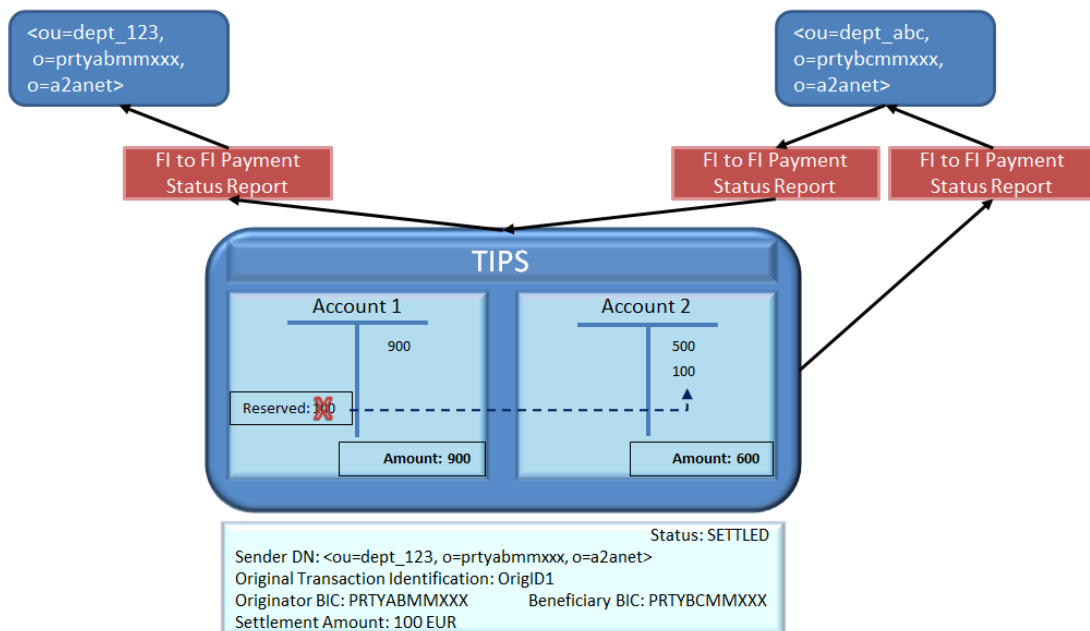 <ou=dept_123,
o=prtyabmmxxx,
o=a2anet>
<ou=dept_abc,
o=prtybcmmxxx,
o=a2anet>
FI to FI Payment
Status Report
FI to FI Payment
Status Report
FI to FI Payment
Status Report
TIPS
Account 1
900
Reserved: 100
Amount: 900
Account 2
500
100
Amount: 600
Status: SETTLED
Sender DN: <ou=dept_123, o=prtyabmmxxx, o=a2anet>
Original Transaction Identification: OrigID1
Originator BIC: PRTYABMMXXX Beneficiary BIC: PRTYBCMMXXX
Settlement Amount: 100 EUR